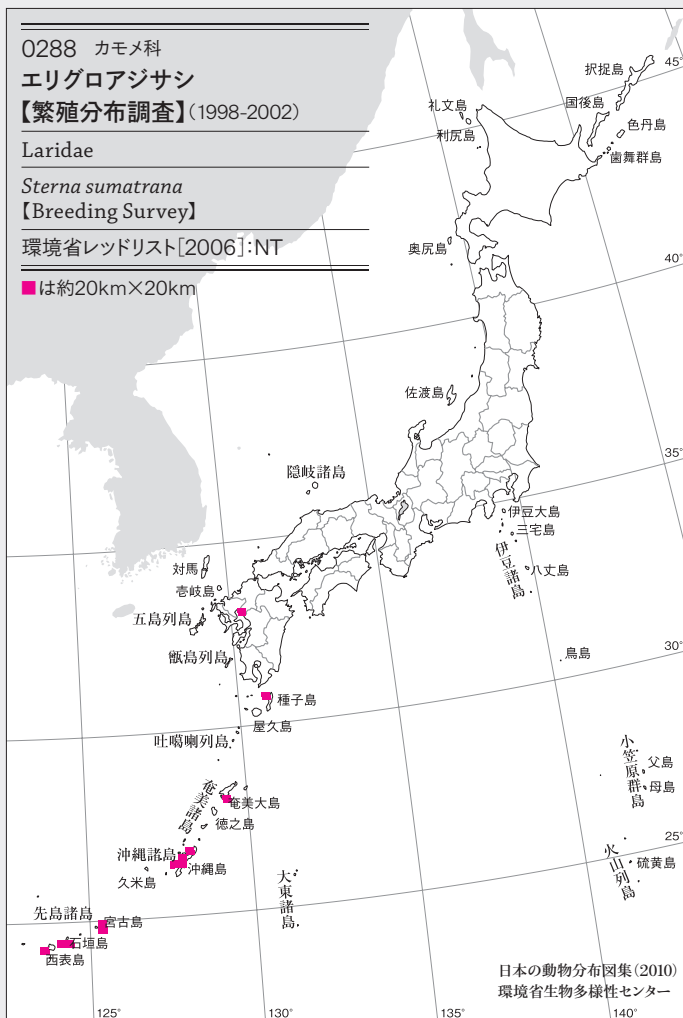 0288 カモメ科
エリグロアジサシ
【繁殖分布調査】(1998-2002)
Laridae
Sterna sumatrana
【Breeding Survey】
環境省レッドリスト[2006]:NT
■は約20km×20km
択捉島
45°
国後島
礼文島
色丹島
利尻島
歯舞群島
奥尻島
40°
佐渡島
35°
隠岐諸島
伊豆大島
三宅島
伊豆諸島
八丈島
対馬
壱岐島
五島列島
甑島列島
鳥島
30°
種子島
屋久島
吐噶喇列島
小笠原群島
父島
母島
奄美諸島
奄美大島
徳之島
25°
沖縄諸島
沖縄島
久米島
火山列島
硫黄島
大東諸島
先島諸島
宮古島
石垣島
西表島
日本の動物分布図集(2010)
環境省生物多様性センター
125°
130°
135°
140°